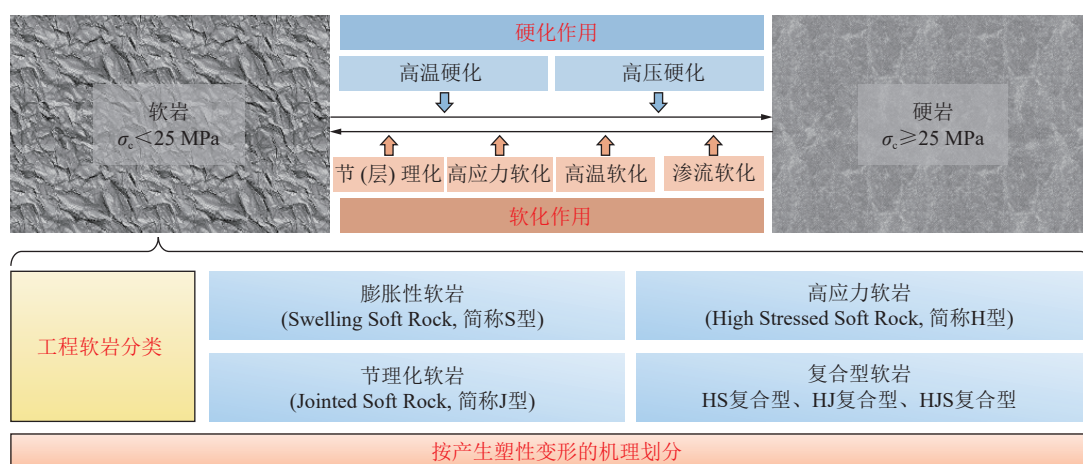 硬化作用
高温硬化
高压硬化
软岩
σc<25 MPa
硬岩
σc≥25 MPa
节 (层) 理化
高应力软化
高温软化
渗流软化
软化作用
工程软岩分类
膨胀性软岩
(Swelling Soft Rock, 简称S型)
高应力软岩
(High Stressed Soft Rock, 简称H型)
节理化软岩
(Jointed Soft Rock, 简称J型)
复合型软岩
HS复合型、HJ复合型、HJS复合型
按产生塑性变形的机理划分